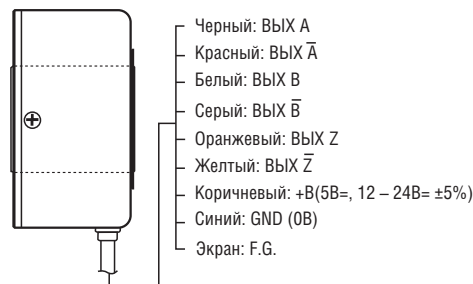 Черный: ВЫХ A
Красный: ВЫХ A̅
Белый: ВЫХ B
Серый: ВЫХ B̅
Оранжевый: ВЫХ Z
Желтый: ВЫХ Z̅
Коричневый: +В(5В=, 12 – 24В= ±5%)
Синий: GND (0В)
Экран: F.G.